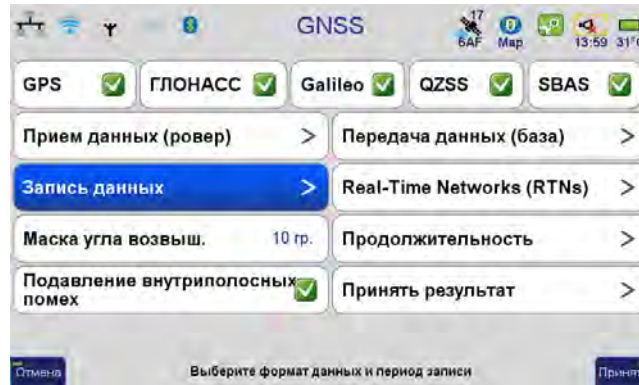 GNSS
17
6AF
Map
13:59
GPS
ГЛОНАСС
Galileo
QZSS
SBAS
Прием данных (ровер) >
Передача данных (база) >
Запись данных >
Real-Time Networks (RTNs) >
Маска угла возвыш. 10 гр.
Продолжительность >
Подавление внутриполосных
помех
Принять результат >
Отмена
Выберите формат данных и период записи